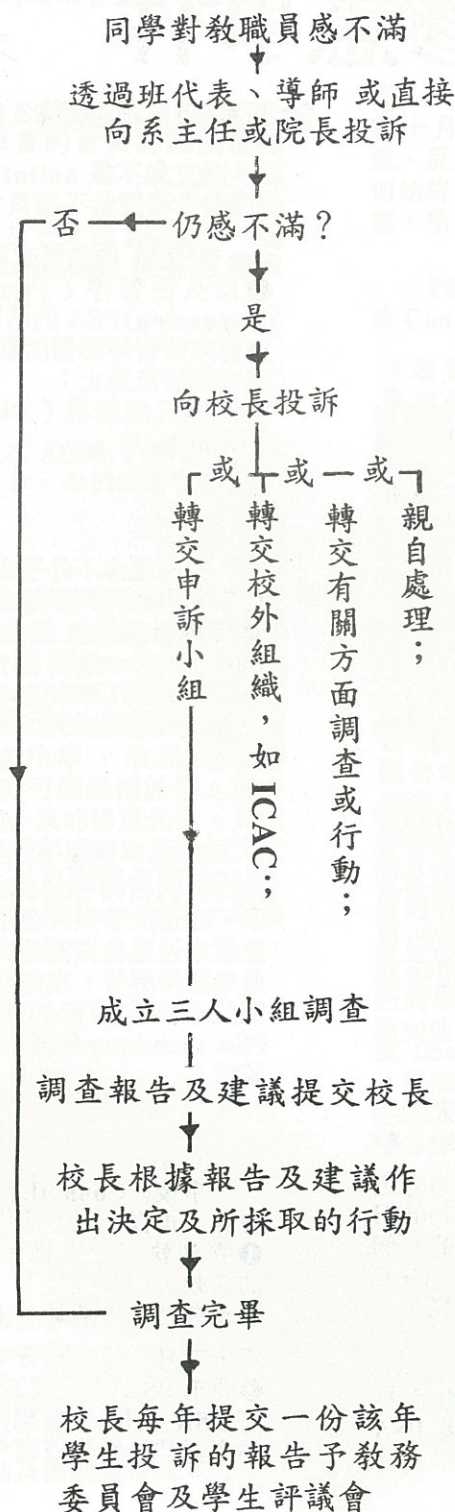 同學對教職員感不滿
透過班代表、導師 或直接
向系主任或院長投訴
否
仍感不滿？
是
向校長投訴
或
或
或
轉交申訴小組
轉交校外組織，如ICAC；
轉交有關方面調查或行動；
親自處理；
成立三人小組調查
調查報告及建議提交校長
校長根據報告及建議作
出決定及所採取的行動
調查完畢
校長每年提交一份該年
學生投訴的報告予教務
委員會及學生評議會